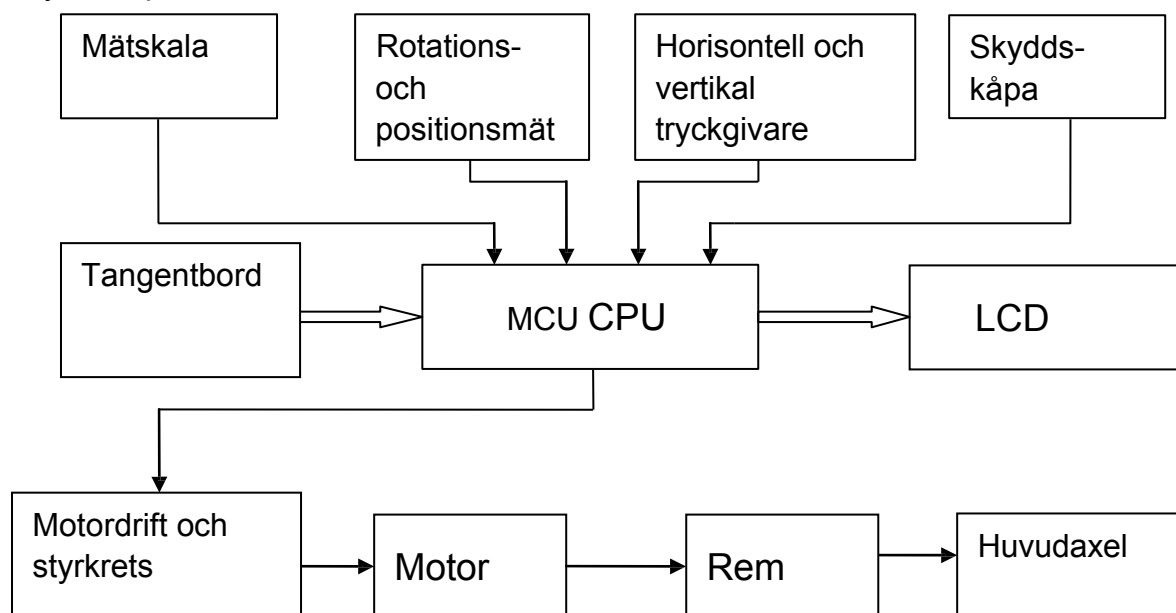 Mätskala
Rotations-
och
positionsmät
Horisontell och
vertikal
tryckgivare
Skydds-
kåpa
Tangentbord
MCU CPU
LCD
Motordrift och
styrkrets
Motor
Rem
Huvudaxel